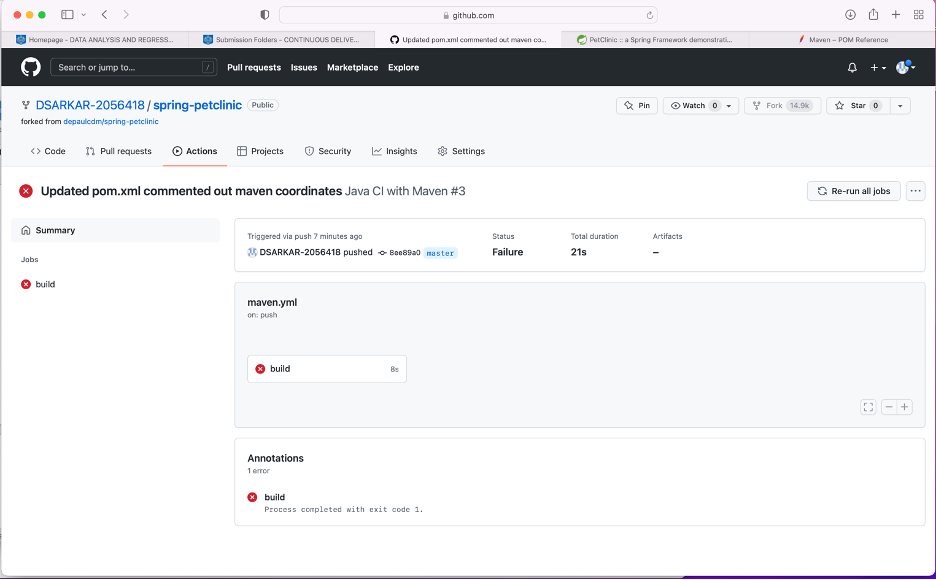 github.com
Homepage - DATA ANALYSIS AND REGRESS...
Submission Folders - CONTINUOUS DELIVE...
Updated pom.xml commented out maven co...
PetClinic :: a Spring Framework demonstrati...
Maven – POM Reference
Search or jump to...
/
Pull requests
Issues
Marketplace
Explore
DSARKAR-2056418 / spring-petclinic Public
forked from depaulcdm/spring-petclinic
Pin
Watch 0
Fork 14.9k
Star 0
Code
Pull requests
Actions
Projects
Security
Insights
Settings
Updated pom.xml commented out maven coordinates Java CI with Maven #3
Re-run all jobs
Summary
Jobs
build
Triggered via push 7 minutes ago
DSARKAR-2056418 pushed 8ee89a0 master
Status
Failure
Total duration
21s
Artifacts
–
maven.yml
on: push
build 8s
Annotations
1 error
build
Process completed with exit code 1.